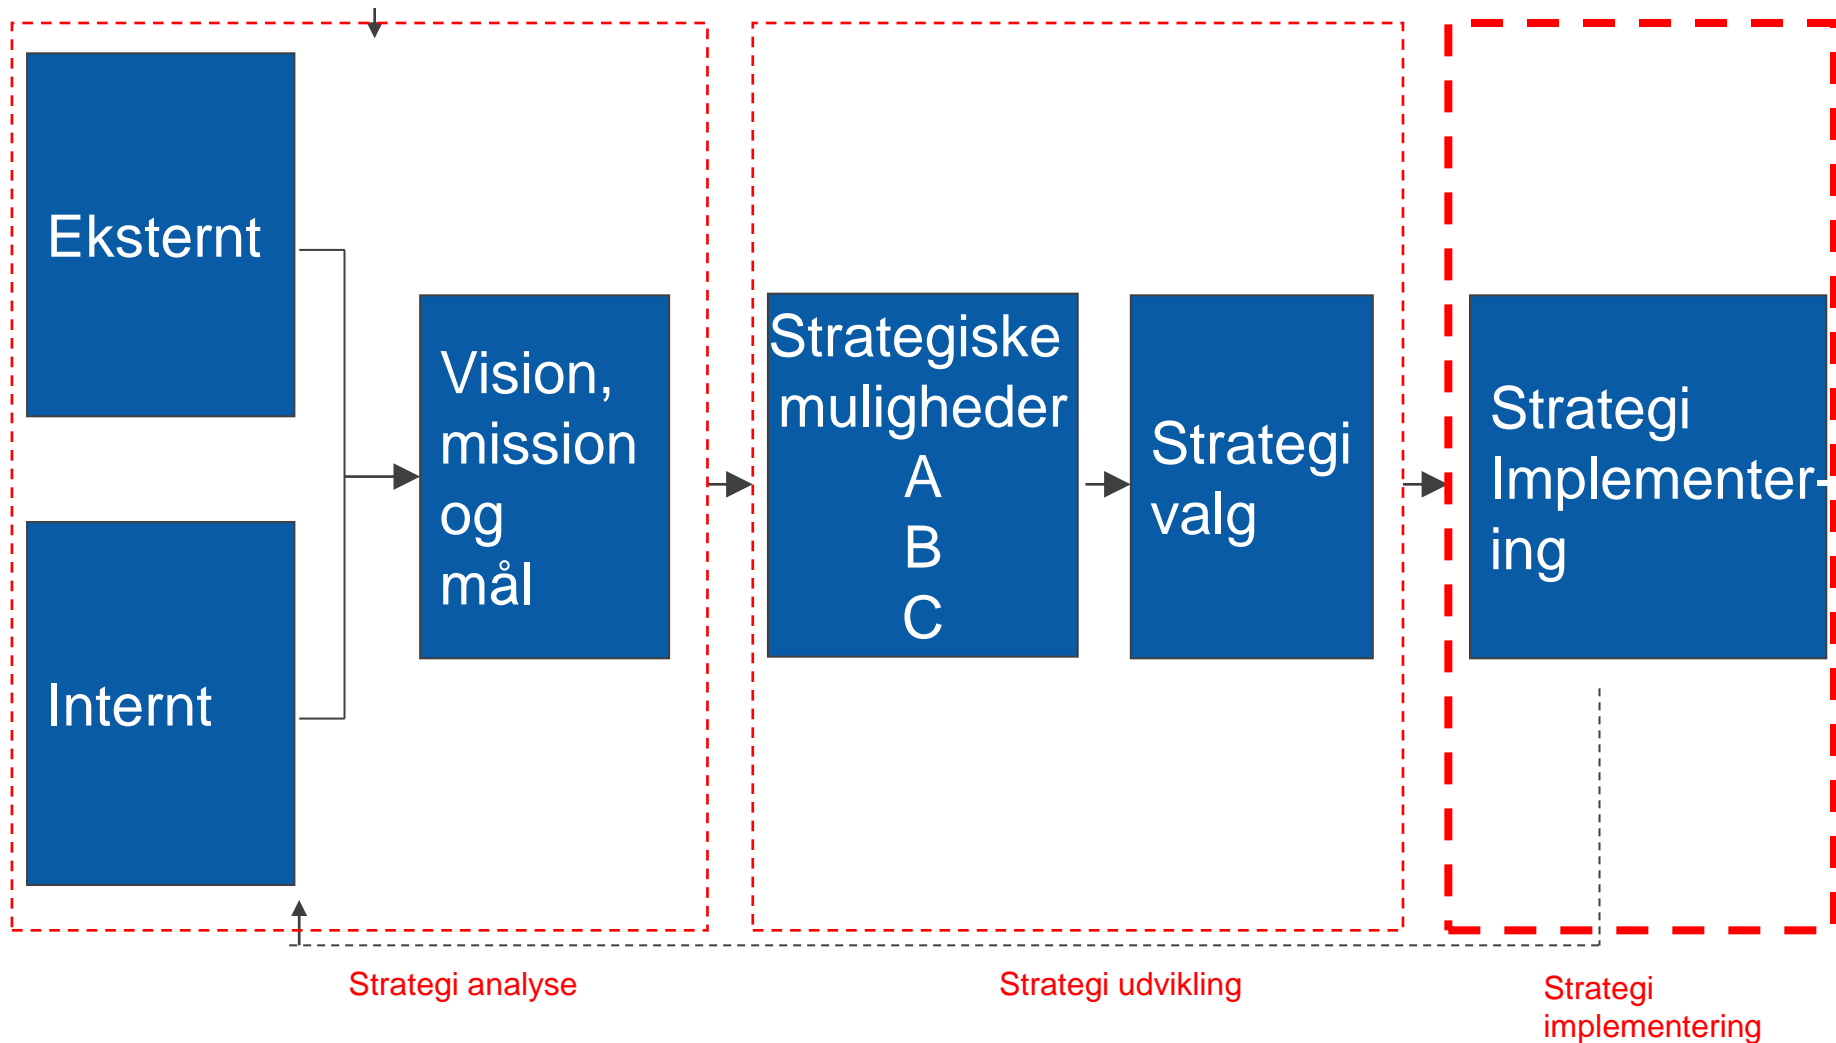 Eksternt
Internt
Vision,
mission
og
mål
Strategiske
muligheder
A
B
C
Strategi
valg
Strategi
Implementer-
ing
Strategi analyse
Strategi udvikling
Strategi
implementering